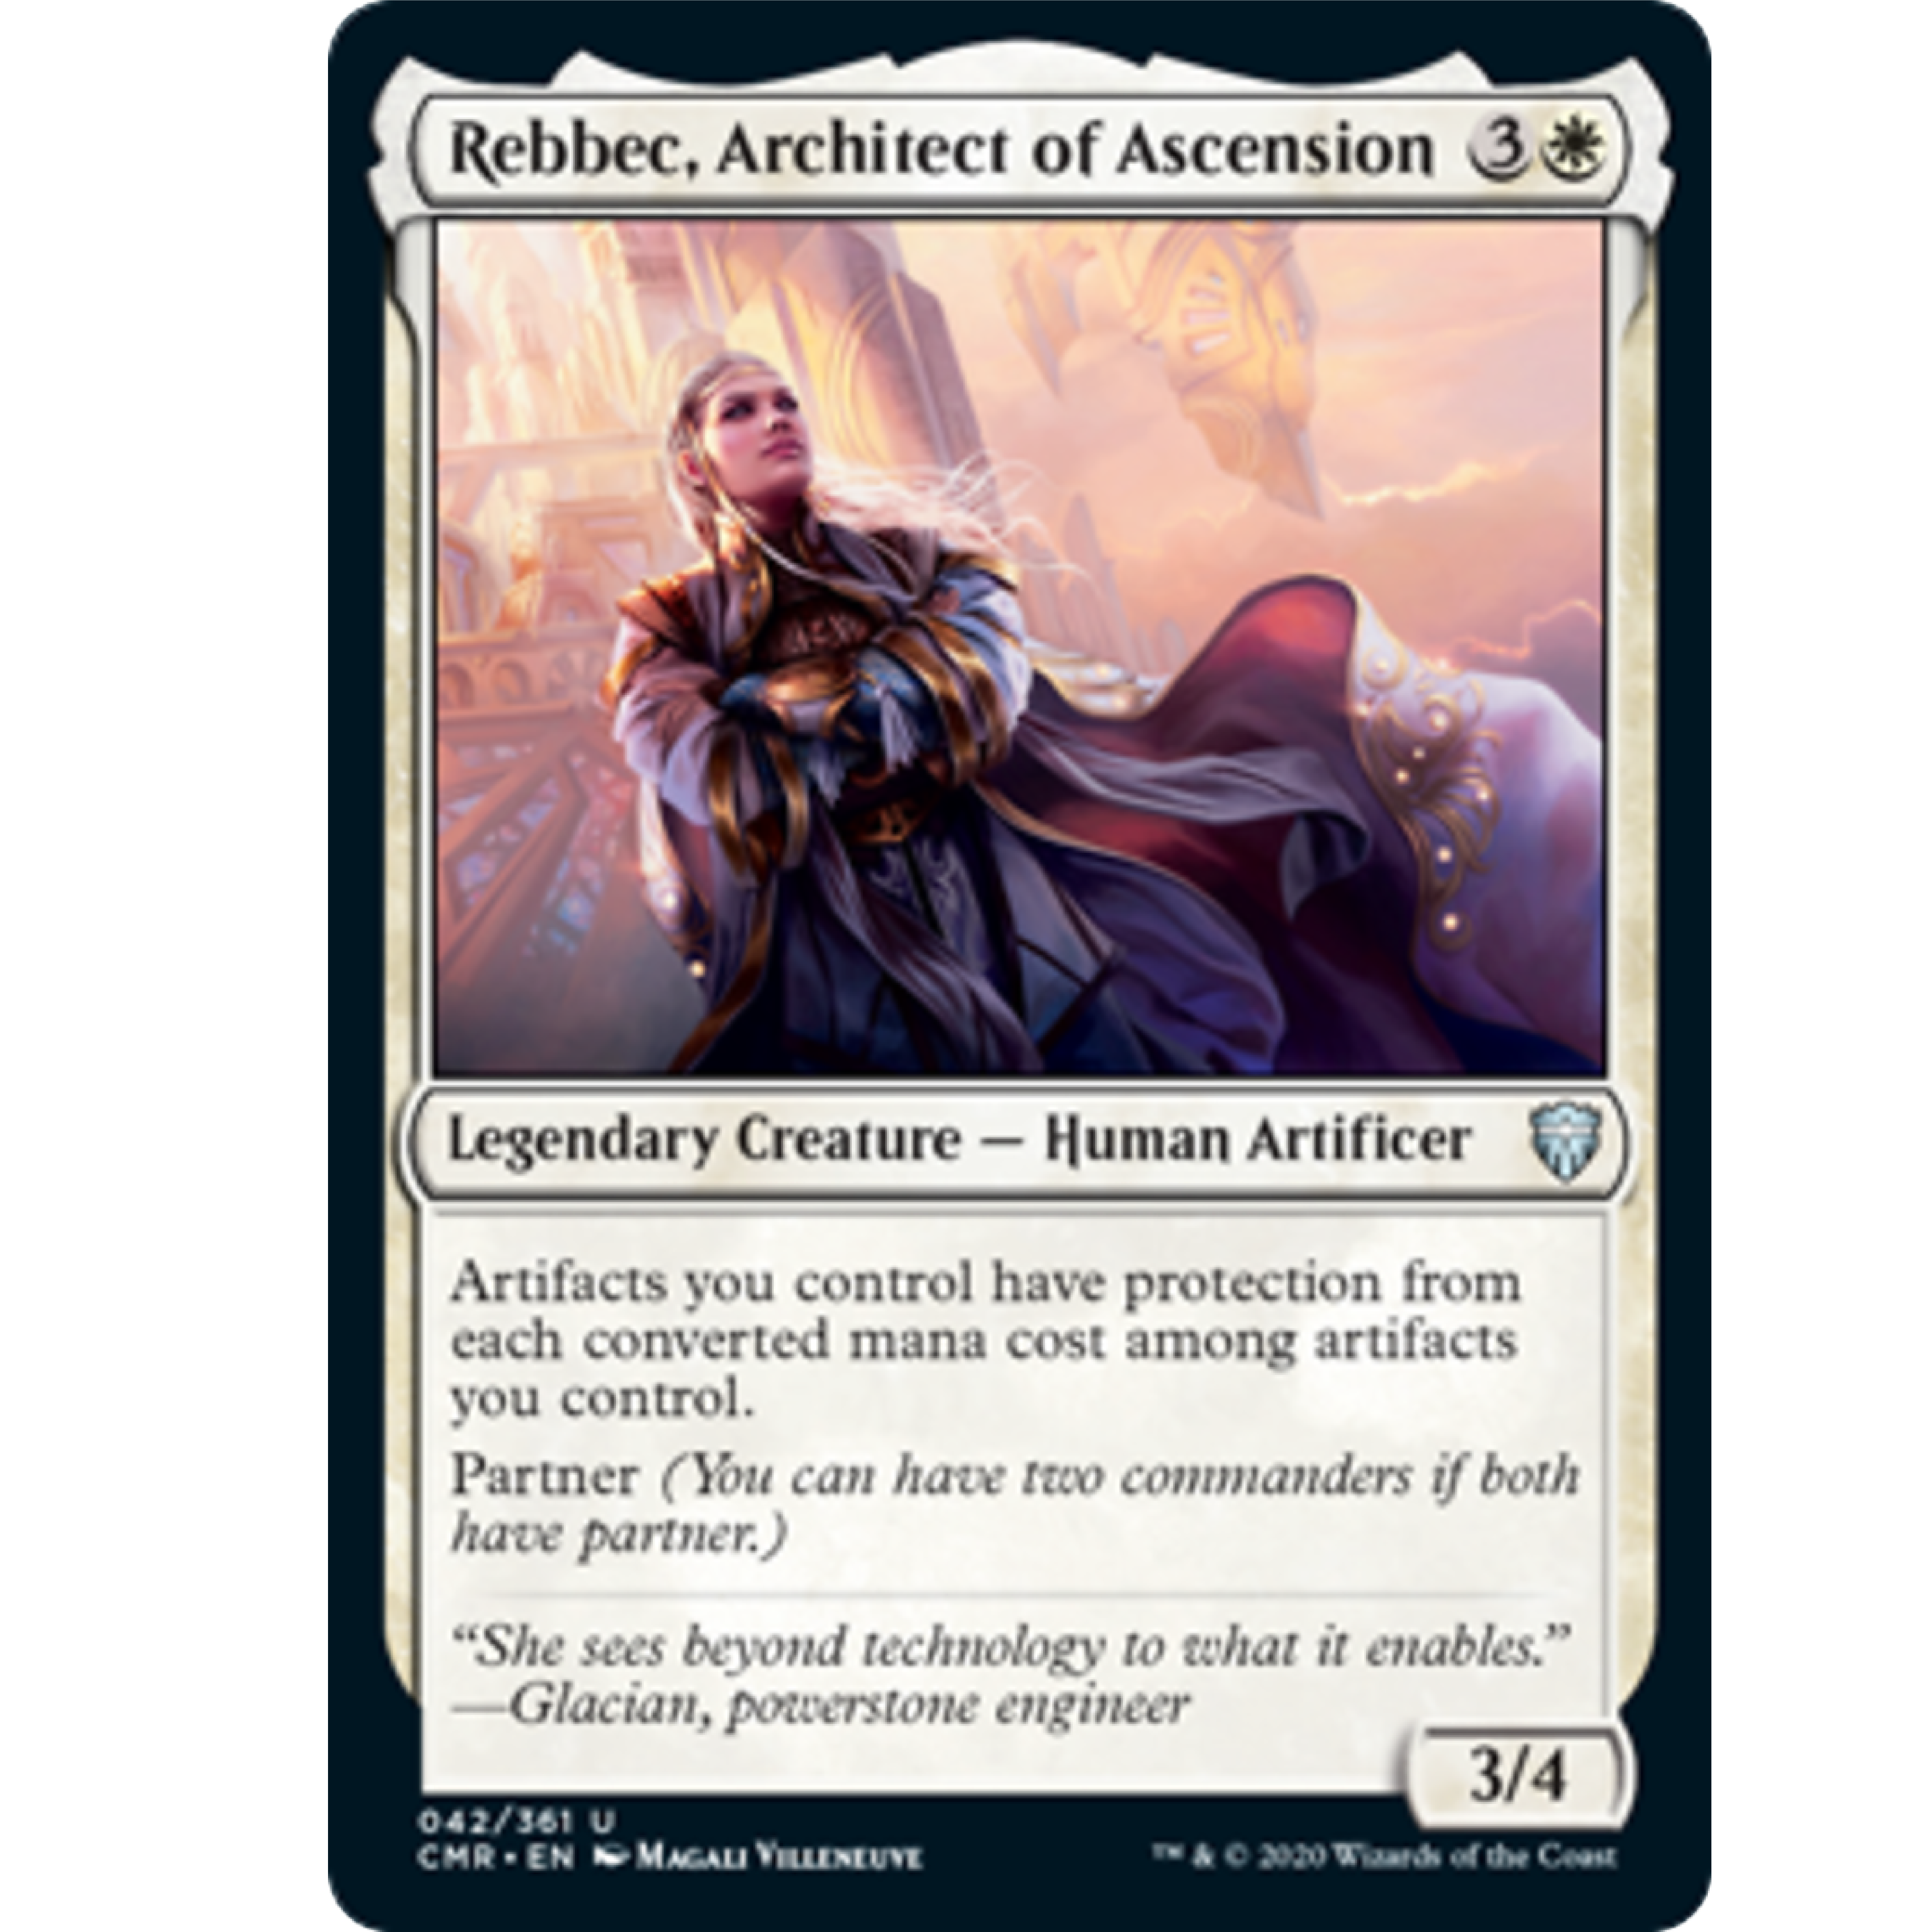 Rebbec, Architect of Ascension 3
Legendary Creature — Human Artificer
Artifacts you control have protection from
each converted mana cost among artifacts
you control.
Partner (You can have two commanders if both
have partner.)
“She sees beyond technology to what it enables.”
—Glacian, powerstone engineer
3/4
042/361 U
CMR • EN Magali Villeneuve
™ & © 2020 Wizards of the Coast